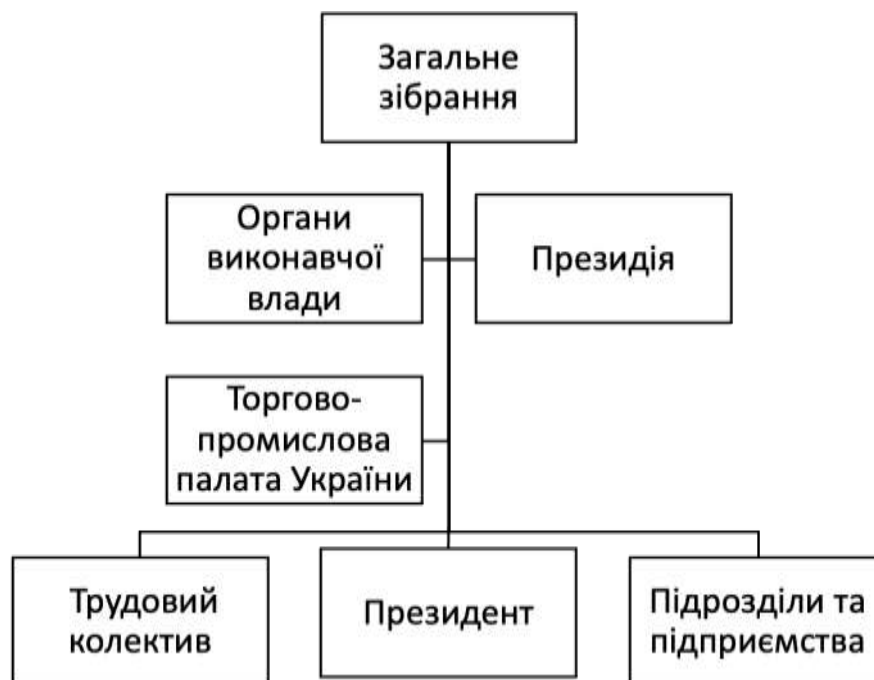 Загальне
зібрання
Органи
виконавчої
влади
Президія
Торгово-
промислова
палата України
Трудовий
колектив
Президент
Підрозділи та
підприємства